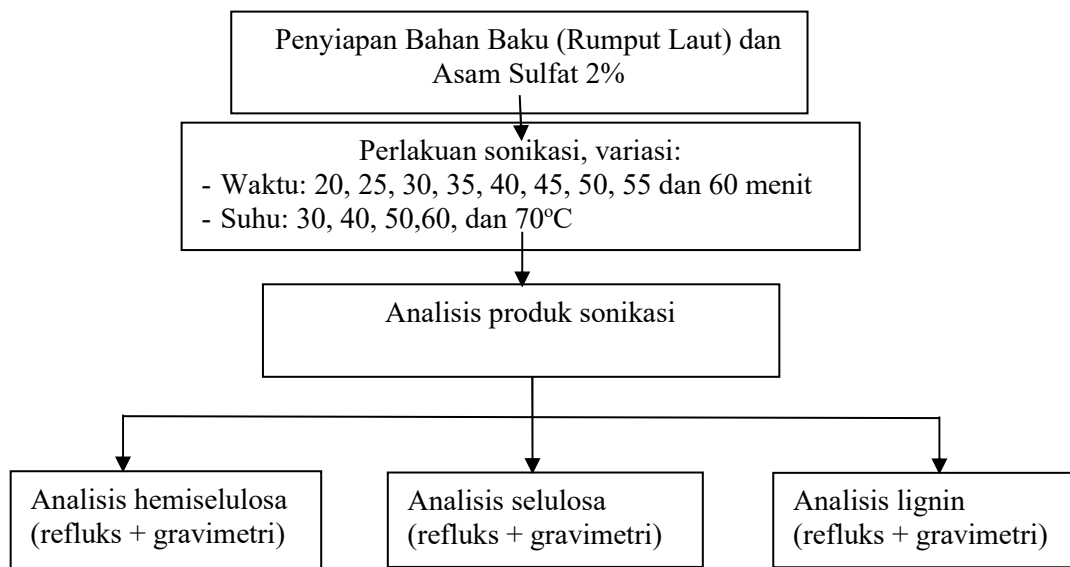 Penyiapan Bahan Baku (Rumput Laut) dan
Asam Sulfat 2%
Perlakuan sonikasi, variasi:
- Waktu: 20, 25, 30, 35, 40, 45, 50, 55 dan 60 menit
- Suhu: 30, 40, 50,60, dan 70ºC
Analisis produk sonikasi
Analisis hemiselulosa
(refluks + gravimetri)
Analisis selulosa
(refluks + gravimetri)
Analisis lignin
(refluks + gravimetri)